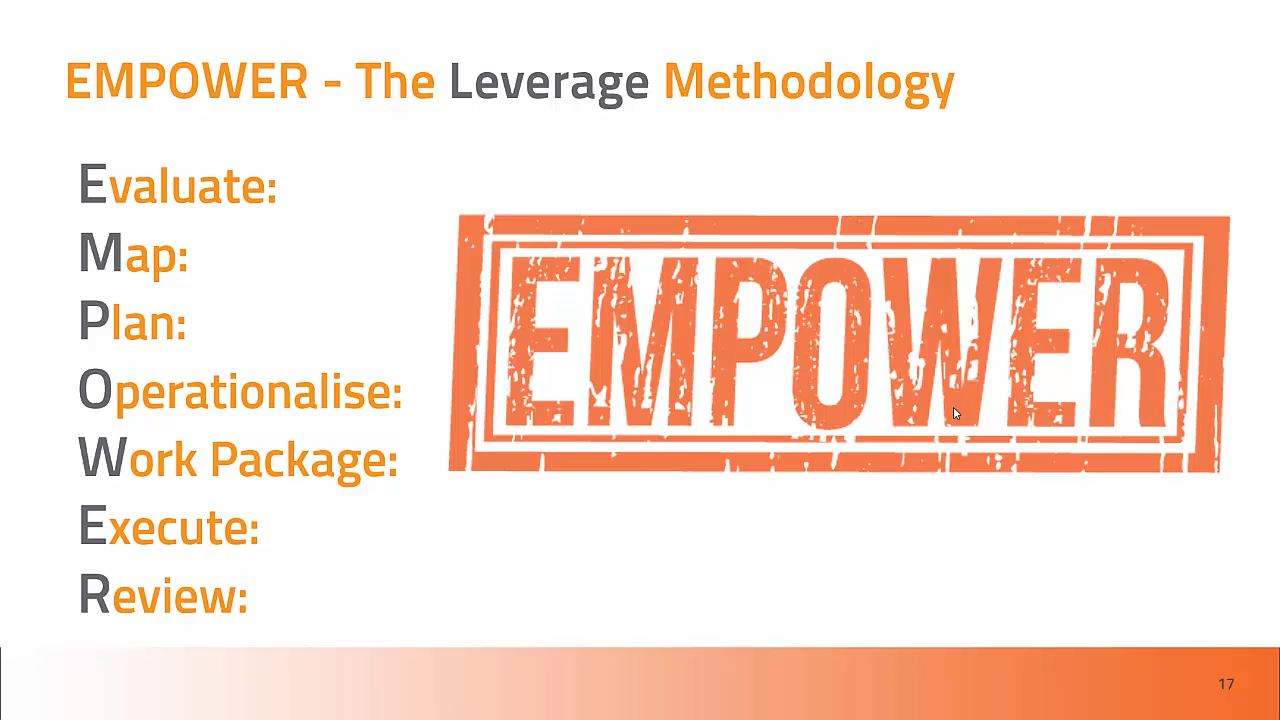 EMPOWER - The Leverage Methodology
Evaluate:
Map:
Plan:
Operationalise:
Work Package:
Execute:
Review:
EMPOWER
17